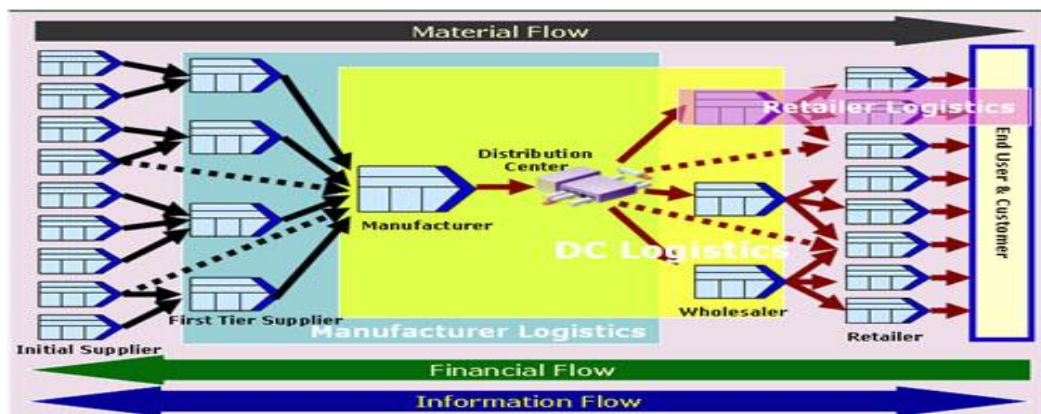 Material Flow
Retailer Logistics
Distribution
Center
Manufacturer
DC Logistics
End User & Customer
First Tier Supplier
Manufacturer Logistics
Wholesaler
Initial Supplier
Retailer
Financial Flow
Information Flow